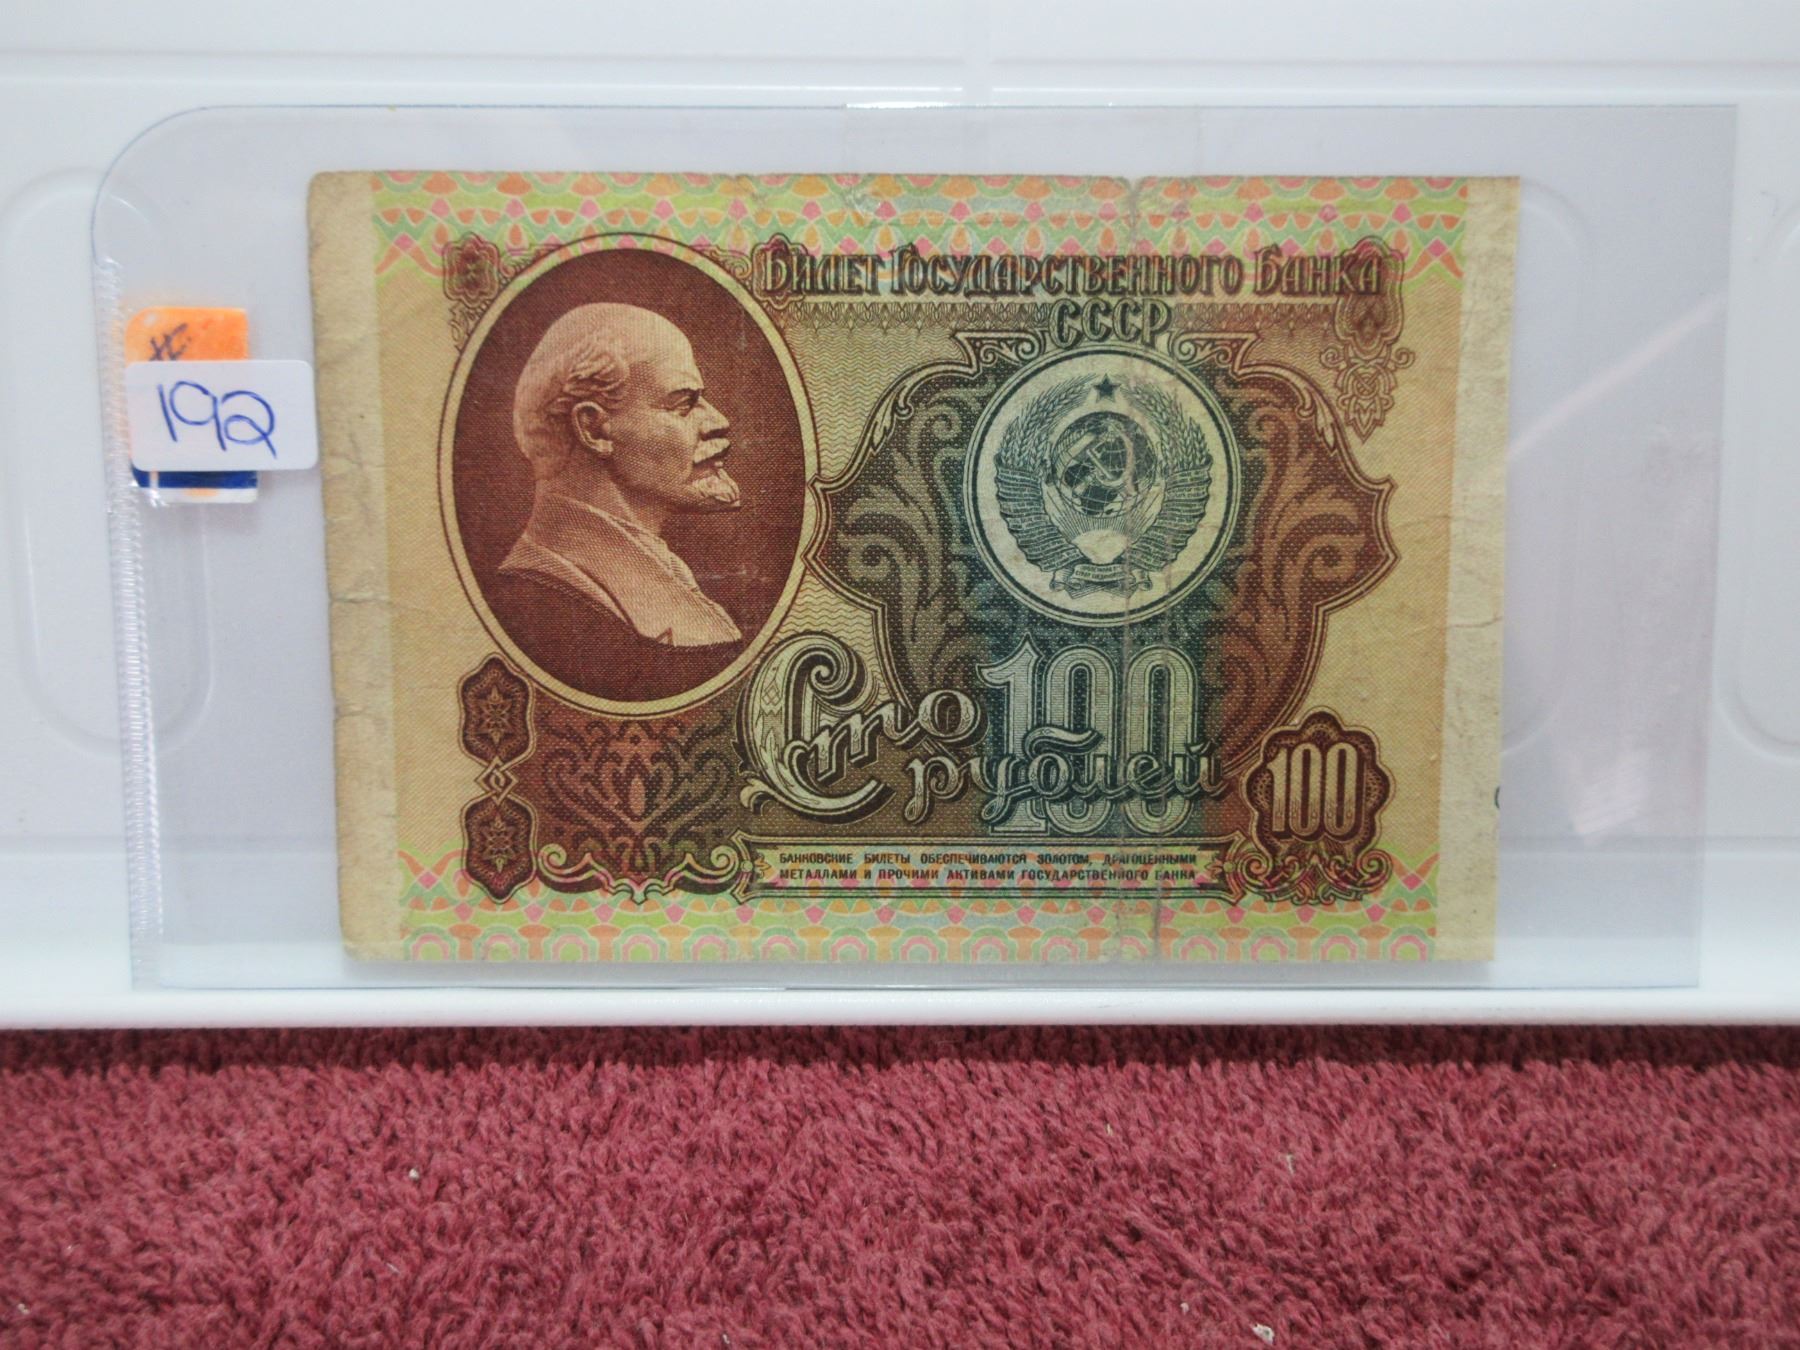 #
192
Билет Государственного Банка
СССР
Сто
рублей
100
100
БАНКОВСКИЕ БИЛЕТЫ ОБЕСПЕЧИВАЮТСЯ ЗОЛОТОМ, ДРАГОЦЕННЫМИ
МЕТАЛЛАМИ И ПРОЧИМИ АКТИВАМИ ГОСУДАРСТВЕННОГО БАНКА